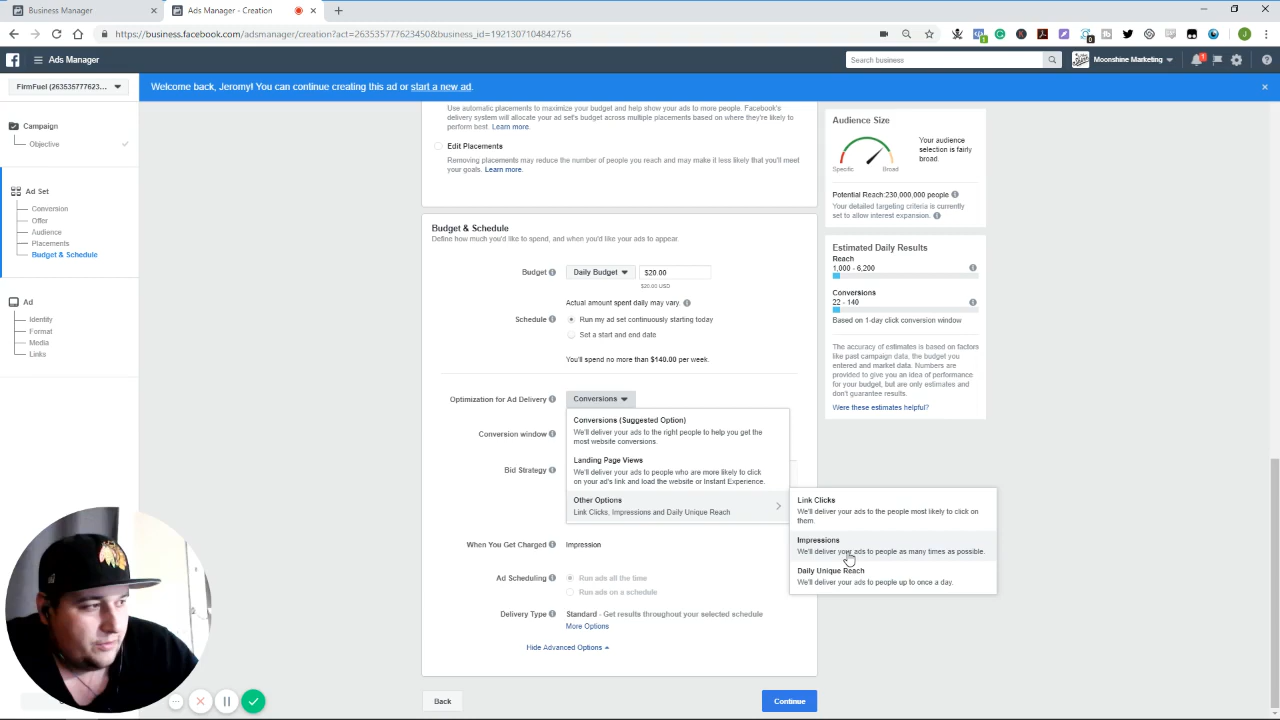 Business Manager
Ads Manager - Creation
https://business.facebook.com/adsmanager/creation?act=263535777623450&business_id=1921307104842756
Ads Manager
Search business
Moonshine Marketing
FirmFuel (26353577762...
Welcome back, Jeromy! You can continue creating this ad or start a new ad.
Campaign
Objective
Ad Set
Conversion
Offer
Audience
Placements
Budget & Schedule
Ad
Identity
Format
Media
Links
Use automatic placements to maximize your budget and help show your ads to more people. Facebook's
delivery system will allocate your ad set's budget across multiple placements based on where they're likely to
perform best. Learn more.
Edit Placements
Removing placements may reduce the number of people you reach and may make it less likely that you'll meet
your goals. Learn more.
Budget & Schedule
Define how much you'd like to spend, and when you'd like your ads to appear.
Budget
Daily Budget
$20.00
$20.00 USD
Actual amount spent daily may vary.
Schedule
Run my ad set continuously starting today
Set a start and end date
You'll spend no more than $140.00 per week.
Optimization for Ad Delivery
Conversions
Conversions (Suggested Option)
We'll deliver your ads to the right people to help you get the
most website conversions.
Conversion window
Landing Page Views
We'll deliver your ads to people who are more likely to click
on your ad's link and load the website or Instant Experience.
Bid Strategy
Other Options
Link Clicks, Impressions and Daily Unique Reach
Link Clicks
We'll deliver your ads to the people most likely to click on
them.
Impressions
We'll deliver your ads to people as many times as possible.
Daily Unique Reach
We'll deliver your ads to people up to once a day.
When You Get Charged
Impression
Ad Scheduling
Run ads all the time
Run ads on a schedule
Delivery Type
Standard - Get results throughout your selected schedule
More Options
Hide Advanced Options
Back
Continue
Audience Size
Specific
Broad
Your audience
selection is fairly
broad.
Potential Reach:230,000,000 people
Your detailed targeting criteria is currently
set to allow interest expansion.
Estimated Daily Results
Reach
1,000 - 6,200
Conversions
22 - 140
Based on 1-day click conversion window
The accuracy of estimates is based on factors
like past campaign data, the budget you
entered and market data. Numbers are
provided to give you an idea of performance
for your budget, but are only estimates and
don't guarantee results.
Were these estimates helpful?